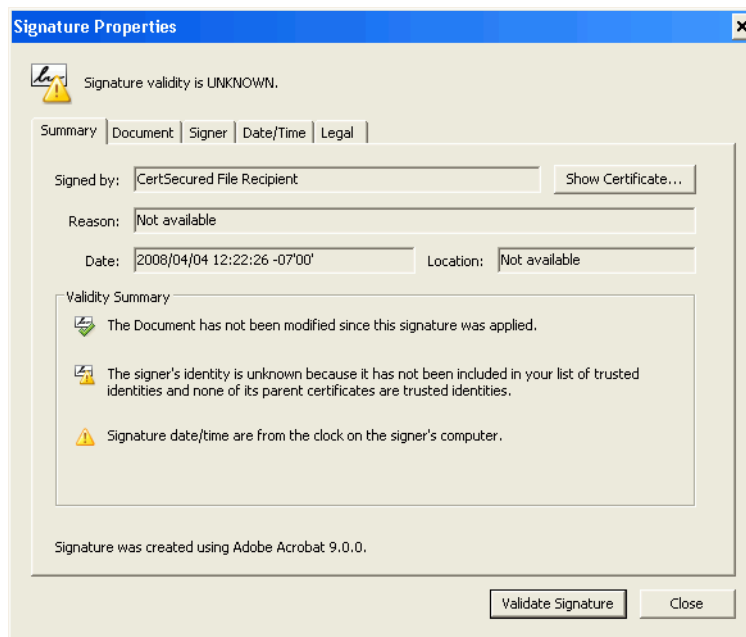 Signature Properties
Signature validity is UNKNOWN.
Summary Document Signer Date/Time Legal
Signed by: CertSecured File Recipient Show Certificate...
Reason: Not available
Date: 2008/04/04 12:22:26 -07'00' Location: Not available
Validity Summary
The Document has not been modified since this signature was applied.
The signer's identity is unknown because it has not been included in your list of trusted
identities and none of its parent certificates are trusted identities.
Signature date/time are from the clock on the signer's computer.
Signature was created using Adobe Acrobat 9.0.0.
Validate Signature Close